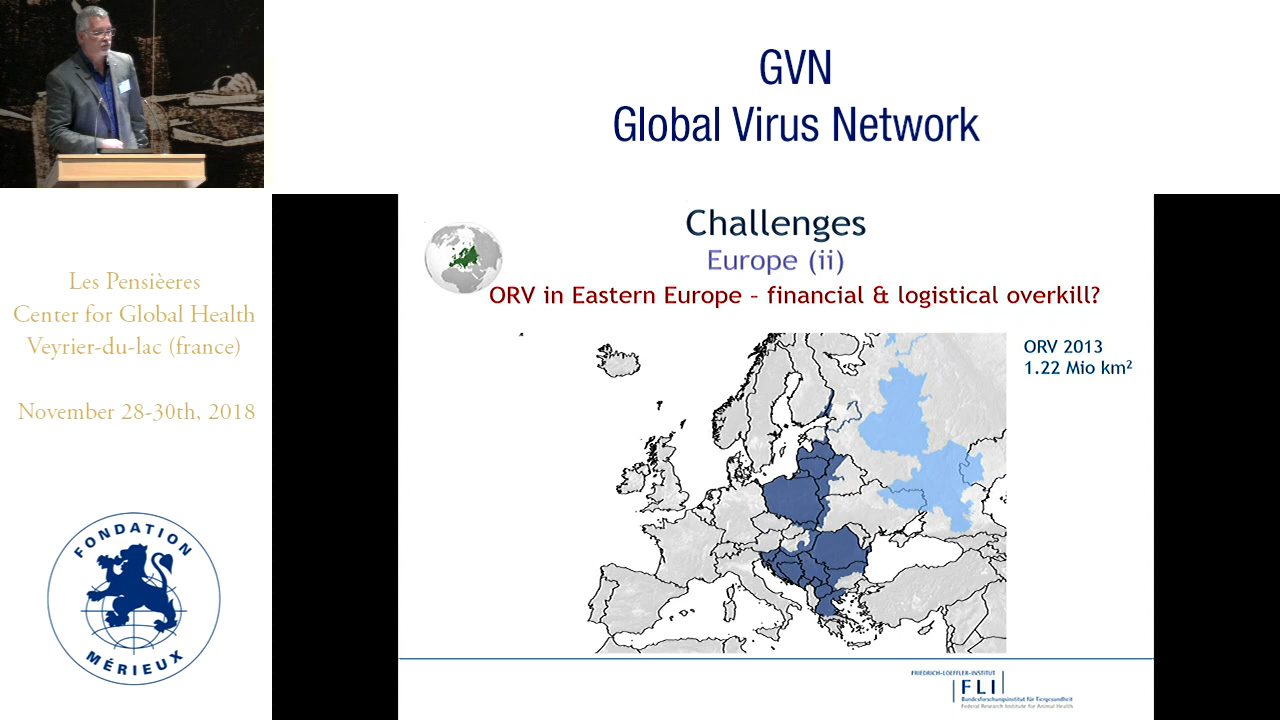 GVN
Global Virus Network
Les Pensièeres
Center for Global Health
Veyrier-du-lac (france)
November 28-30th, 2018
FONDATION
MÉRIEUX
Challenges
Europe (ii)
ORV in Eastern Europe - financial & logistical overkill?
ORV 2013
1.22 Mio km²
FRIEDRICH-LOEFFLER-INSTITUT
FLI
Bundesforschungsinstitut für Tiergesundheit
Federal Research Institute for Animal Health